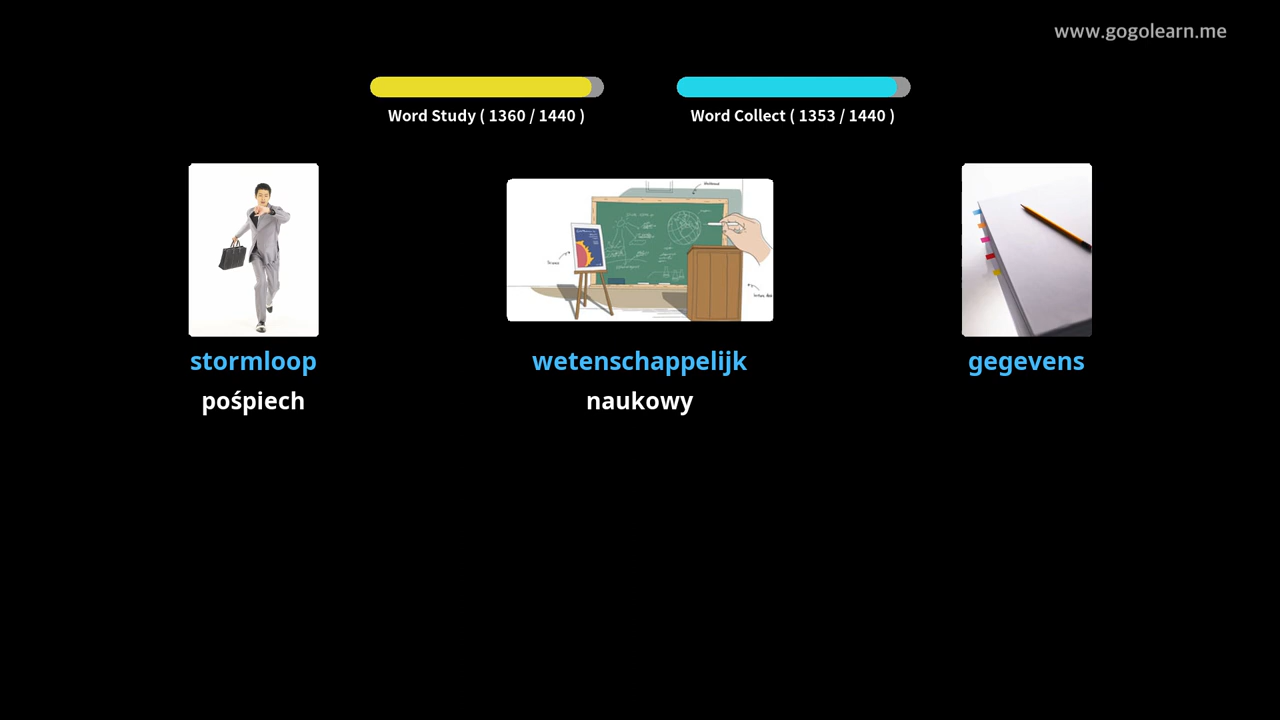 www.gogolearn.me
Word Study ( 1360 / 1440 )
Word Collect ( 1353 / 1440 )
stormloop
wetenschappelijk
gegevens
pośpiech
naukowy